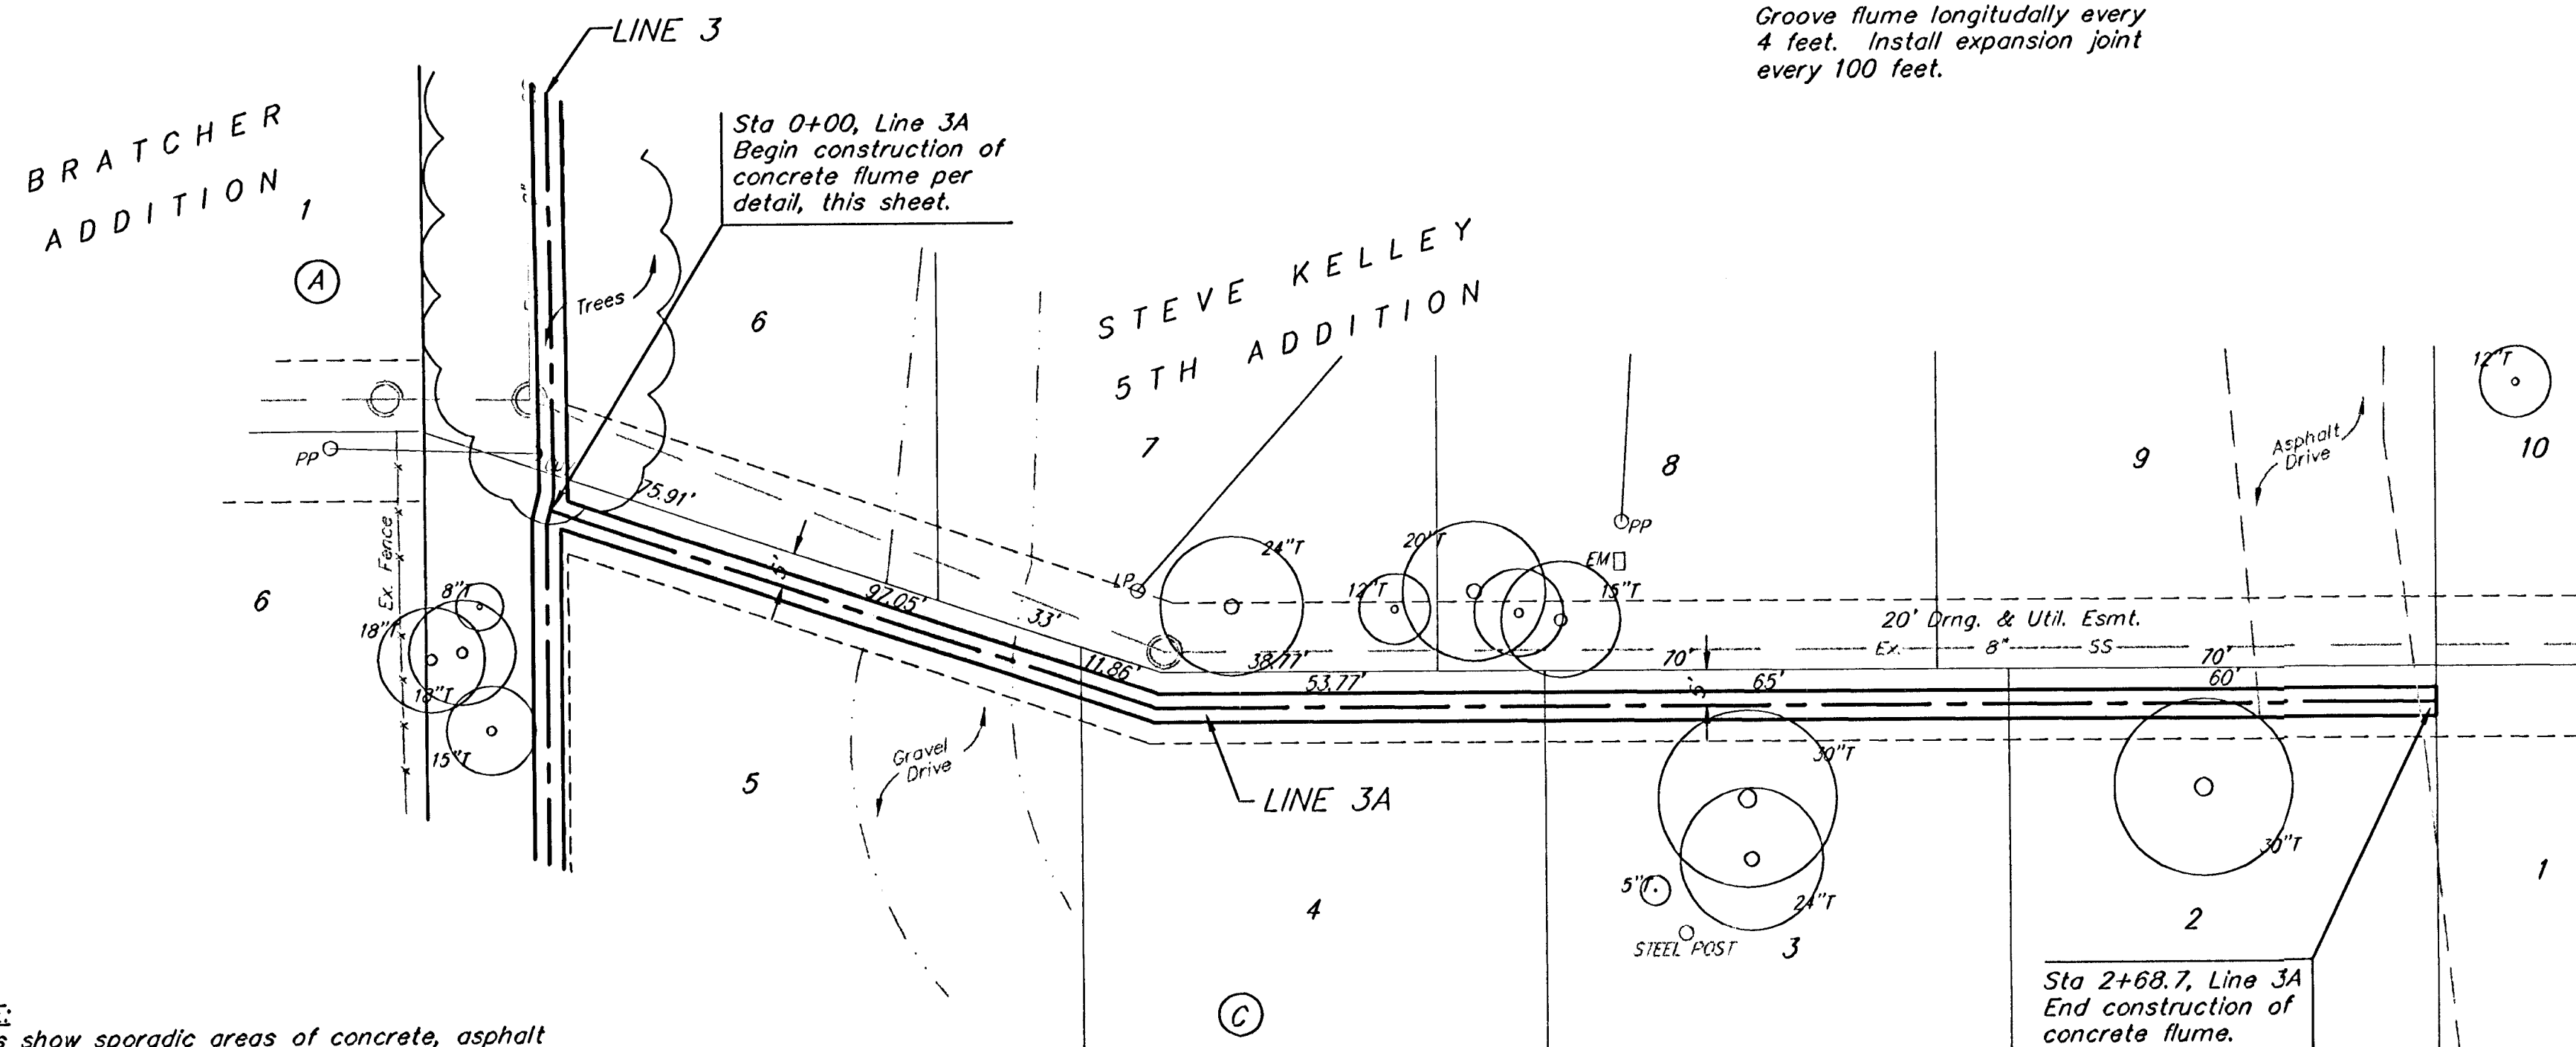 LINE 3
Groove flume longitudally every
4 feet. Install expansion joint
every 100 feet.
BRATCHER
ADDITION
1
A
Sta 0+00, Line 3A
Begin construction of
concrete flume per
detail, this sheet.
Trees
6
STEVE KELLEY
5TH ADDITION
7
8
9
10
12"T
Asphalt
Drive
PP
75.91'
Ex. Fence
5'
97.05'
33'
11.86'
LP
24"T
38.77'
53.77'
12"T
20"T
15"T
EM
PP
20' Drng. & Util. Esmt.
Ex. 8" SS
70'
65'
5'
70'
60'
6
8"T
18"T
18"T
15"T
5
Gravel
Drive
LINE 3A
4
30"T
24"T
5"T
STEEL POST
3
30"T
2
1
C
Sta 2+68.7, Line 3A
End construction of
concrete flume.
show sporadic areas of concrete, asphalt